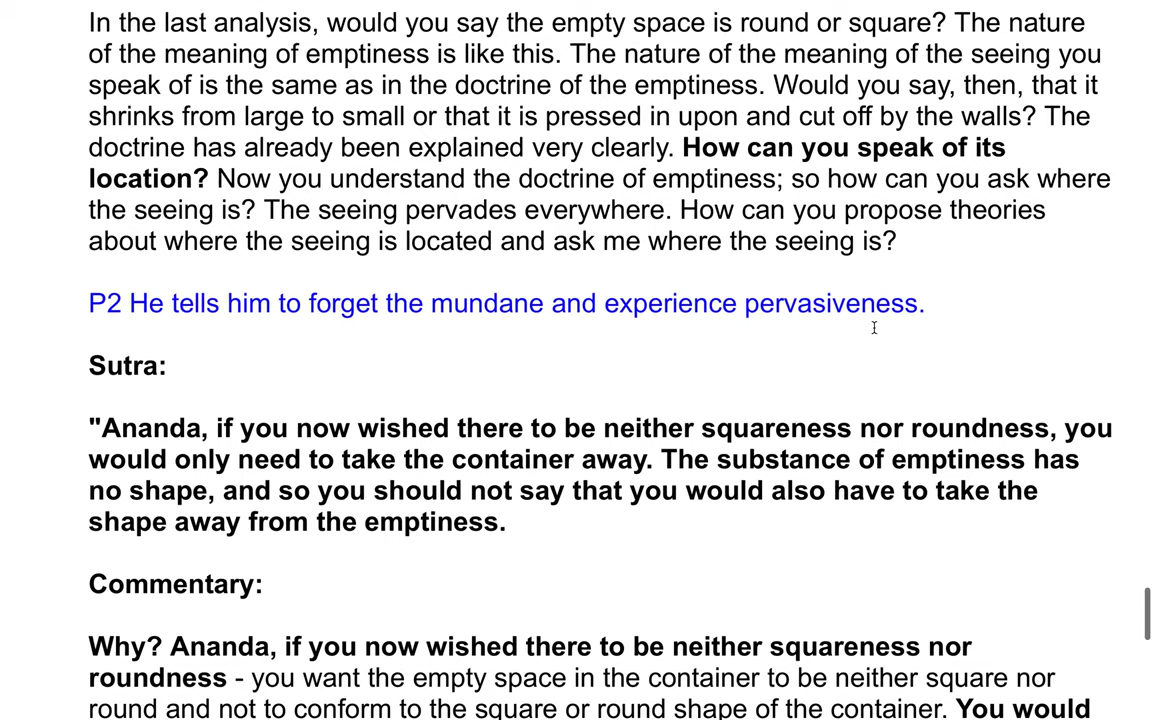 In the last analysis, would you say the empty space is round or square? The nature
of the meaning of emptiness is like this. The nature of the meaning of the seeing you
speak of is the same as in the doctrine of the emptiness. Would you say, then, that it
shrinks from large to small or that it is pressed in upon and cut off by the walls? The
doctrine has already been explained very clearly. How can you speak of its
location? Now you understand the doctrine of emptiness; so how can you ask where
the seeing is? The seeing pervades everywhere. How can you propose theories
about where the seeing is located and ask me where the seeing is?
P2 He tells him to forget the mundane and experience pervasiveness.
Sutra:
"Ananda, if you now wished there to be neither squareness nor roundness, you
would only need to take the container away. The substance of emptiness has
no shape, and so you should not say that you would also have to take the
shape away from the emptiness.
Commentary:
Why? Ananda, if you now wished there to be neither squareness nor
roundness - you want the empty space in the container to be neither square nor
round and not to conform to the square or round shape of the container. You would